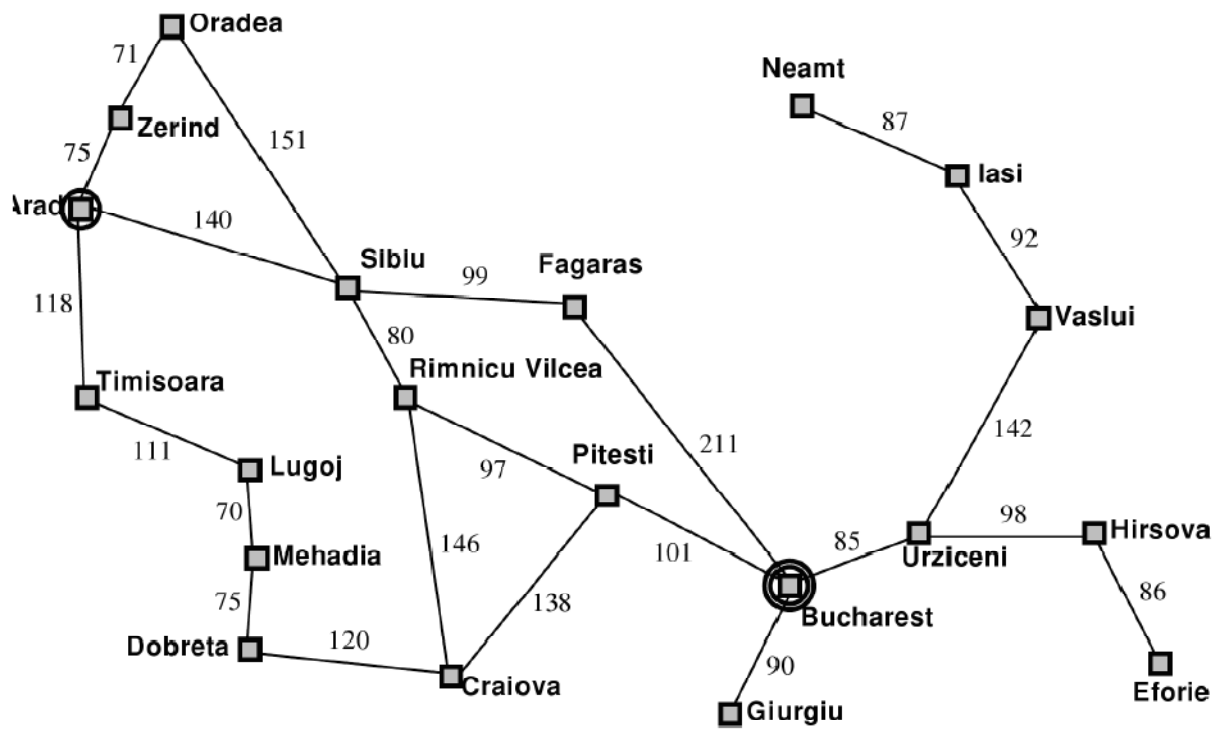 Oradea
71
Neamt
87
Zerind
151
75
Iasi
Arad
140
92
Sibiu
99
Fagaras
118
80
Vaslui
Timisoara
Rimnicu Vilcea
142
211
111
Lugoj
97
Pitesti
70
98
Hirsova
146
101
85
Urziceni
Mehadia
75
138
86
Bucharest
Dobreta
120
90
Craiova
Eforie
Giurgiu